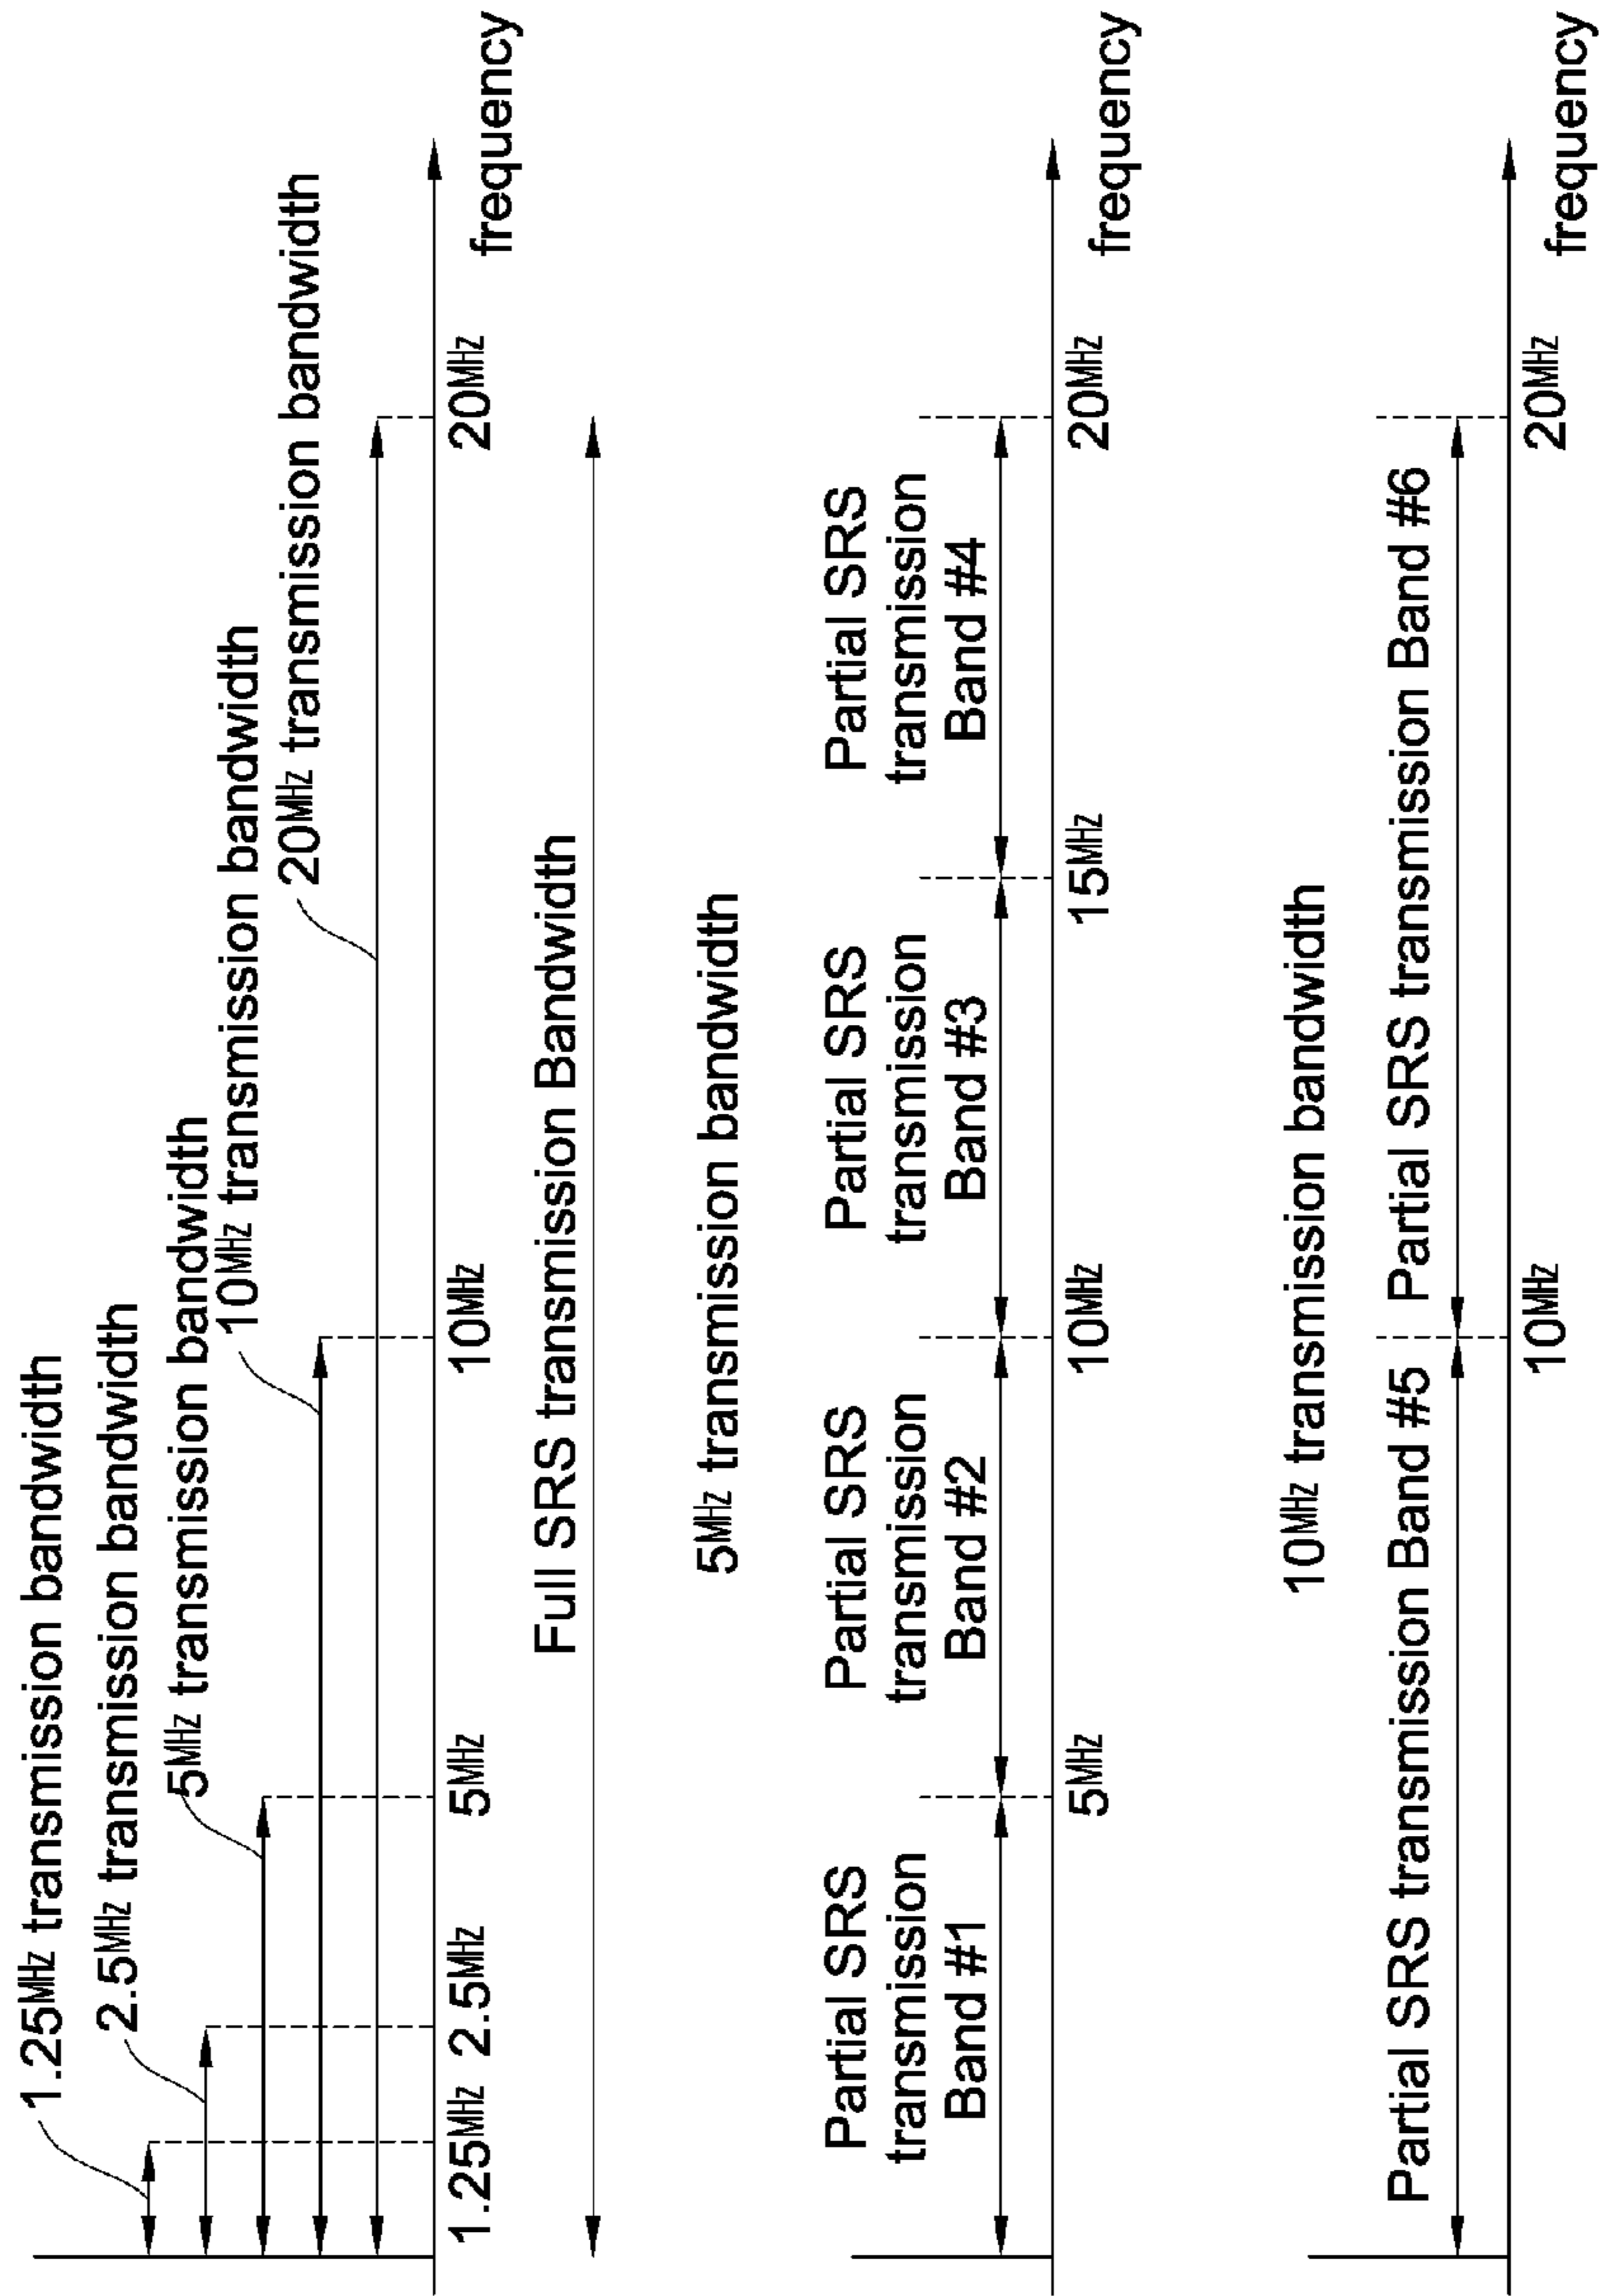 1.25MHz transmission bandwidth
2.5MHz transmission bandwidth
5MHz transmission bandwidth
10MHz transmission bandwidth
20MHz transmission bandwidth
1.25MHz
2.5MHz
5MHz
10MHz
20MHz
frequency
Full SRS transmission Bandwidth
5MHz transmission bandwidth
Partial SRS
transmission
Band #1
Partial SRS
transmission
Band #2
Partial SRS
transmission
Band #3
Partial SRS
transmission
Band #4
5MHz
10MHz
15MHz
20MHz
frequency
10MHz transmission bandwidth
Partial SRS transmission Band #5
Partial SRS transmission Band #6
10MHz
20MHz
frequency